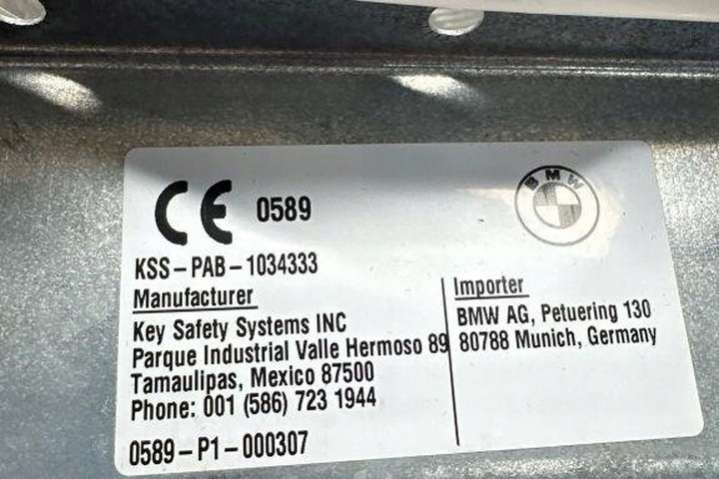 CE 0589
BMW
KSS-PAB-1034333
Manufacturer
Key Safety Systems INC
Parque Industrial Valle Hermoso 89
Tamaulipas, Mexico 87500
Phone: 001 (586) 723 1944
0589-P1-000307
Importer
BMW AG, Petuering 130
80788 Munich, Germany